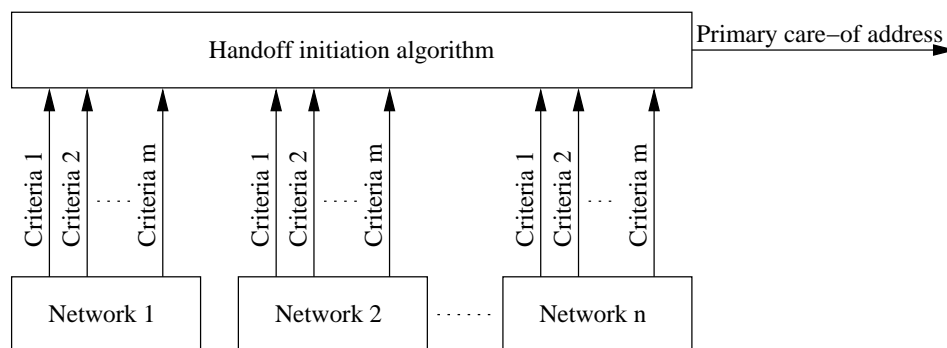 Handoff initiation algorithm
Primary care−of address
Criteria 1
Criteria 2
Criteria m
Criteria 1
Criteria 2
Criteria m
Criteria 1
Criteria 2
Criteria m
Network 1
Network 2
Network n